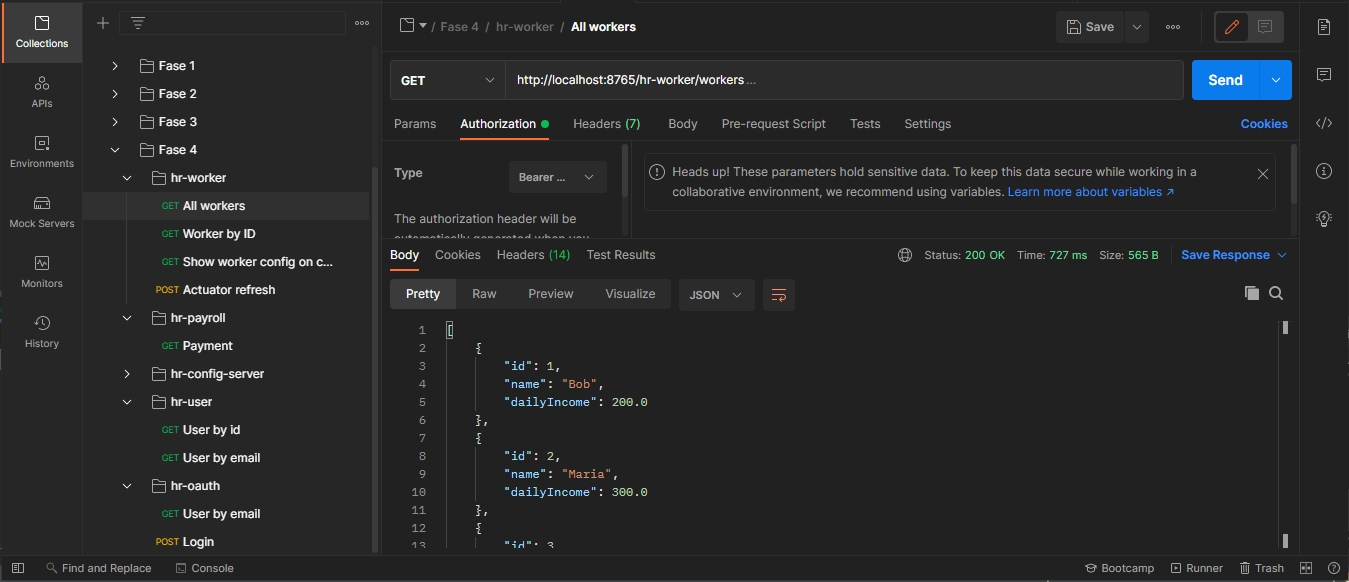 Collections
APIs
Environments
Mock Servers
Monitors
History
Fase 1
Fase 2
Fase 3
Fase 4
hr-worker
GET All workers
GET Worker by ID
GET Show worker config on c...
POST Actuator refresh
hr-payroll
GET Payment
hr-config-server
hr-user
GET User by id
GET User by email
hr-oauth
GET User by email
POST Login
/ Fase 4 / hr-worker / All workers
Save
GET http://localhost:8765/hr-worker/workers ...
Send
Params Authorization Headers (7) Body Pre-request Script Tests Settings Cookies
Type Bearer ...
The authorization header will be
automatically generated when you
Heads up! These parameters hold sensitive data. To keep this data secure while working in a
collaborative environment, we recommend using variables. Learn more about variables ↗
Body Cookies Headers (14) Test Results Status: 200 OK Time: 727 ms Size: 565 B Save Response
Pretty Raw Preview Visualize JSON
1 [
2 {
3 "id": 1,
4 "name": "Bob",
5 "dailyIncome": 200.0
6 },
7 {
8 "id": 2,
9 "name": "Maria",
10 "dailyIncome": 300.0
11 },
12 {
13 "id": 3
Find and Replace Console Bootcamp Runner Trash